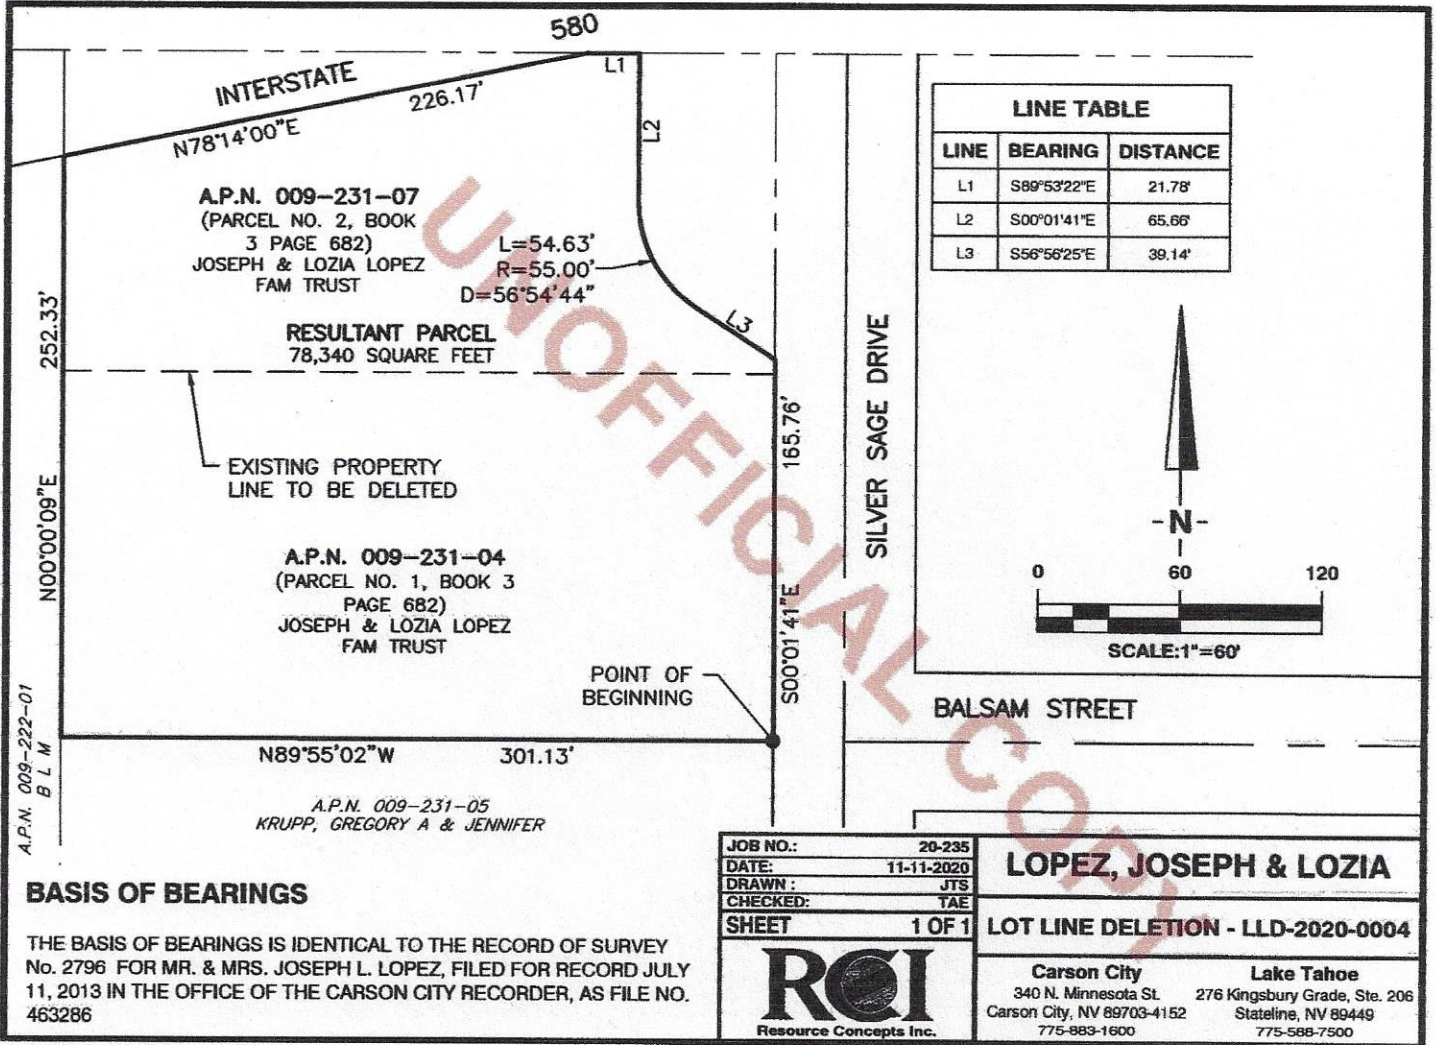 580
INTERSTATE
226.17'
N78°14'00"E
L1
L2
A.P.N. 009-231-07
(PARCEL NO. 2, BOOK
3 PAGE 682)
JOSEPH & LOZIA LOPEZ
FAM TRUST
L=54.63'
R=55.00'
D=56°54'44"
L3
RESULTANT PARCEL
78,340 SQUARE FEET
252.33'
N00°00'09"E
EXISTING PROPERTY
LINE TO BE DELETED
A.P.N. 009-231-04
(PARCEL NO. 1, BOOK 3
PAGE 682)
JOSEPH & LOZIA LOPEZ
FAM TRUST
165.76'
S00°01'41"E
SILVER SAGE DRIVE
POINT OF
BEGINNING
N89°55'02"W 301.13'
A.P.N. 009-222-01
B L M
A.P.N. 009-231-05
KRUPP, GREGORY A & JENNIFER
LINE TABLE
LINE BEARING DISTANCE
L1 S89°53'22"E 21.78'
L2 S00°01'41"E 65.66'
L3 S56°56'25"E 39.14'
-N-
0 60 120
SCALE:1"=60'
BALSAM STREET
UNOFFICIAL COPY
BASIS OF BEARINGS
THE BASIS OF BEARINGS IS IDENTICAL TO THE RECORD OF SURVEY
No. 2796 FOR MR. & MRS. JOSEPH L. LOPEZ, FILED FOR RECORD JULY
11, 2013 IN THE OFFICE OF THE CARSON CITY RECORDER, AS FILE NO.
463286
JOB NO.: 20-235
DATE: 11-11-2020
DRAWN : JTS
CHECKED: TAE
SHEET 1 OF 1
RCI
Resource Concepts Inc.
LOPEZ, JOSEPH & LOZIA
LOT LINE DELETION - LLD-2020-0004
Carson City
340 N. Minnesota St.
Carson City, NV 89703-4152
775-883-1600
Lake Tahoe
276 Kingsbury Grade, Ste. 206
Stateline, NV 89449
775-588-7500